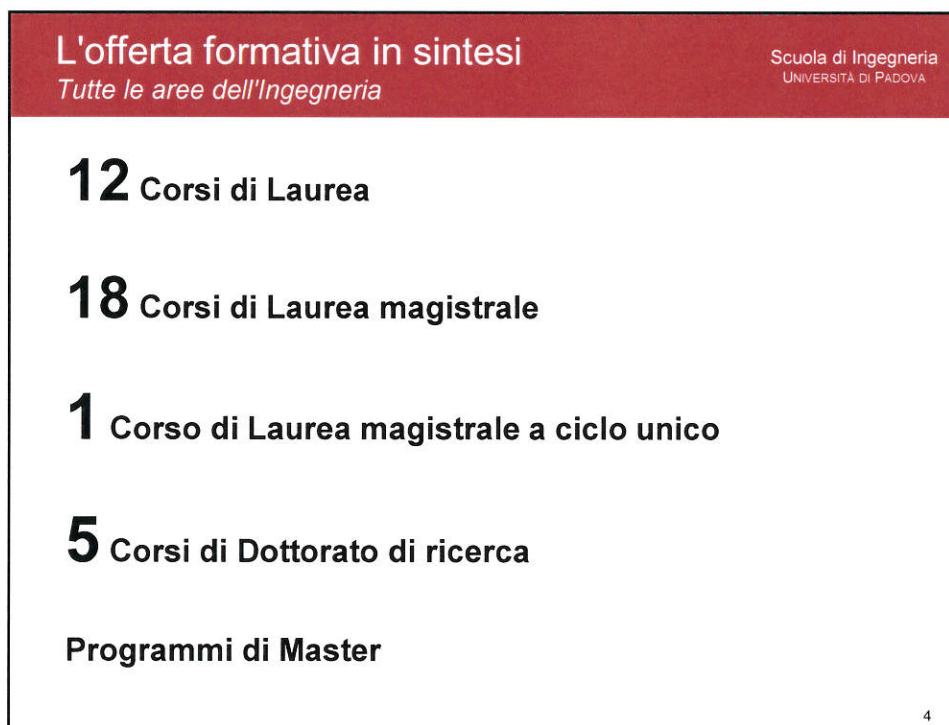 L'offerta formativa in sintesi
Tutte le aree dell'Ingegneria
Scuola di Ingegneria
UNIVERSITÀ DI PADOVA
12 Corsi di Laurea
18 Corsi di Laurea magistrale
1 Corso di Laurea magistrale a ciclo unico
5 Corsi di Dottorato di ricerca
Programmi di Master
4